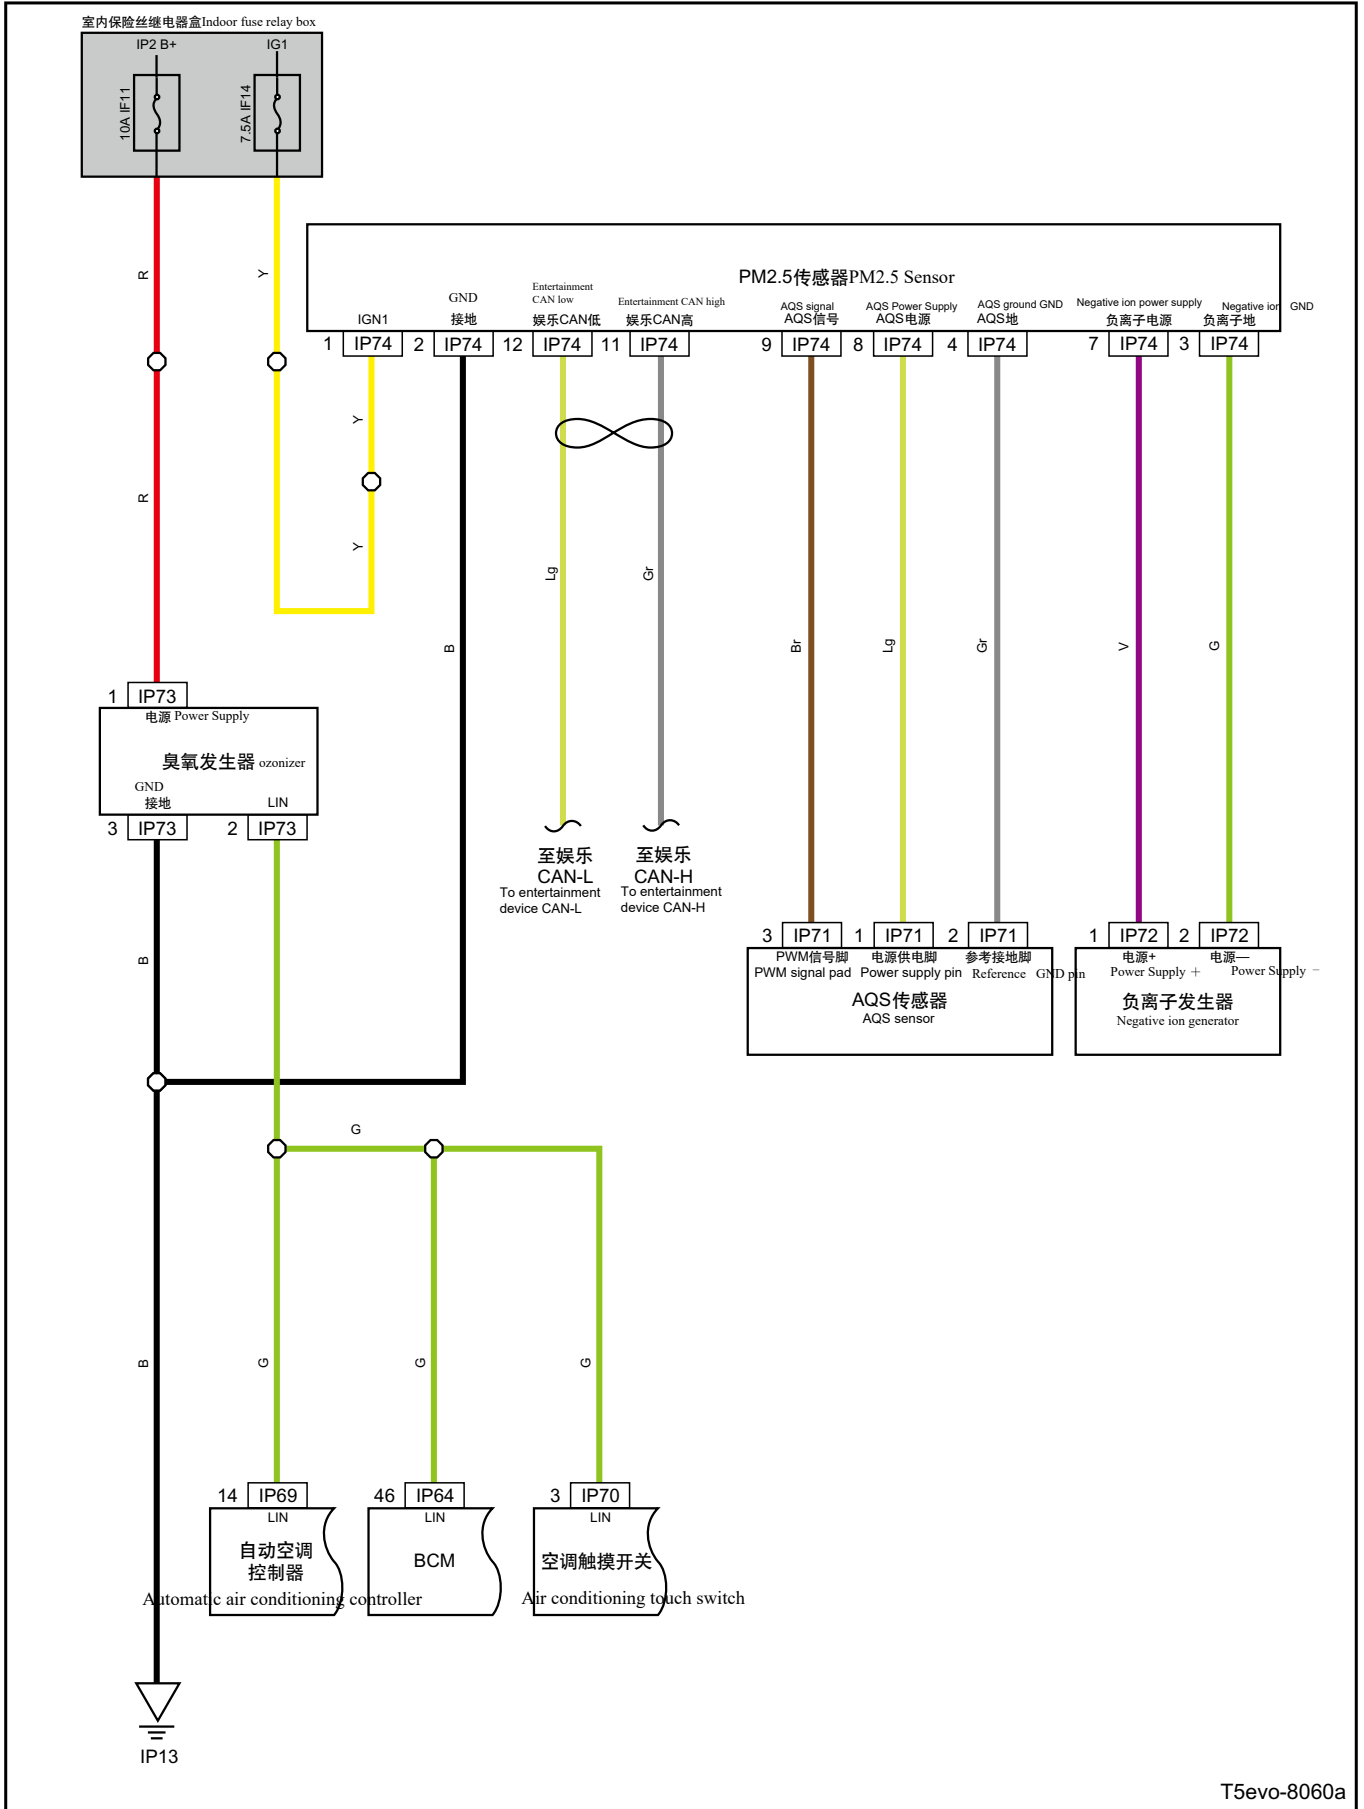 室内保险丝继电器盒Indoor fuse relay box
IP2 B+
IG1
10A IF11
7.5A IF14
R
Y
PM2.5传感器PM2.5 Sensor
IGN1
GND
接地
Entertainment
CAN low
娱乐CAN低
Entertainment CAN high
娱乐CAN高
AQS signal
AQS信号
AQS Power Supply
AQS电源
AQS ground GND
AQS地
Negative ion power supply
负离子电源
Negative ion GND
负离子地
1 IP74
2 IP74
12 IP74
11 IP74
9 IP74
8 IP74
4 IP74
7 IP74
3 IP74
Y
R
Y
Lg
Gr
B
Br
Lg
Gr
V
G
1 IP73
电源 Power Supply
臭氧发生器 ozonizer
GND
接地
LIN
3 IP73
2 IP73
至娱乐
CAN-L
To entertainment
device CAN-L
至娱乐
CAN-H
To entertainment
device CAN-H
3 IP71
1 IP71
2 IP71
PWM信号脚
PWM signal pad
电源供电脚
Power supply pin
参考接地脚
Reference GND pin
AQS传感器
AQS sensor
1 IP72
2 IP72
电源+
Power Supply +
电源—
Power Supply −
负离子发生器
Negative ion generator
B
G
B
G
G
G
14 IP69
LIN
自动空调
控制器
Automatic air conditioning controller
46 IP64
LIN
BCM
3 IP70
LIN
空调触摸开关
Air conditioning touch switch
IP13
T5evo-8060a